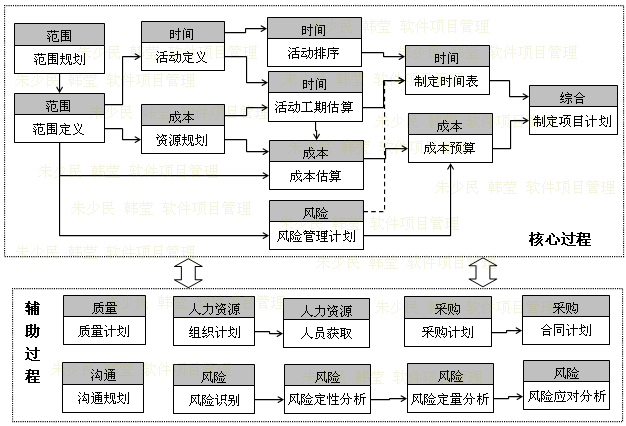 范围
范围规划
时间
活动定义
时间
活动排序
时间
制定时间表
范围
范围定义
成本
资源规划
时间
活动工期估算
综合
制定项目计划
成本
成本估算
成本
成本预算
风险
风险管理计划
核心过程
辅助过程
质量
质量计划
人力资源
组织计划
人力资源
人员获取
采购
采购计划
采购
合同计划
沟通
沟通规划
风险
风险识别
风险
风险定性分析
风险
风险定量分析
风险
风险应对分析
朱少民 韩莹 软件项目管理